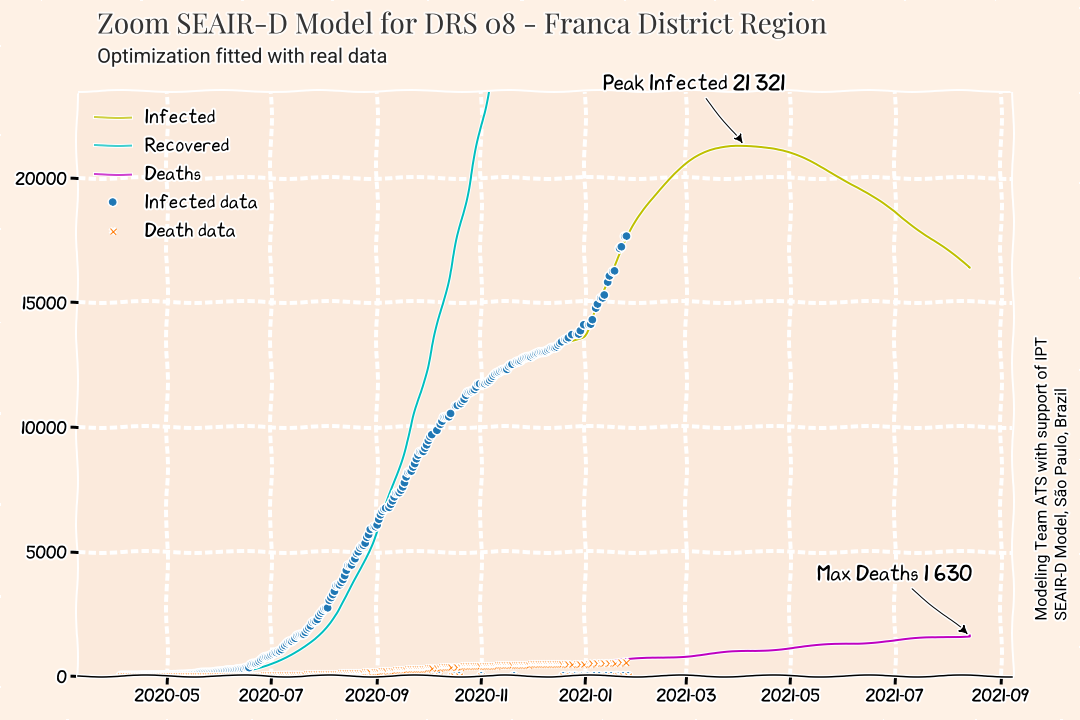 Zoom SEAIR-D Model for DRS 08 - Franca District Region
Optimization fitted with real data
Peak Infected 21 321
Infected
Recovered
Deaths
Infected data
Death data
20000
15000
10000
5000
0
Max Deaths 1 630
2020-05
2020-07
2020-09
2020-11
2021-01
2021-03
2021-05
2021-07
2021-09
Modeling Team ATS with support of IPT
SEAIR-D Model, São Paulo, Brazil